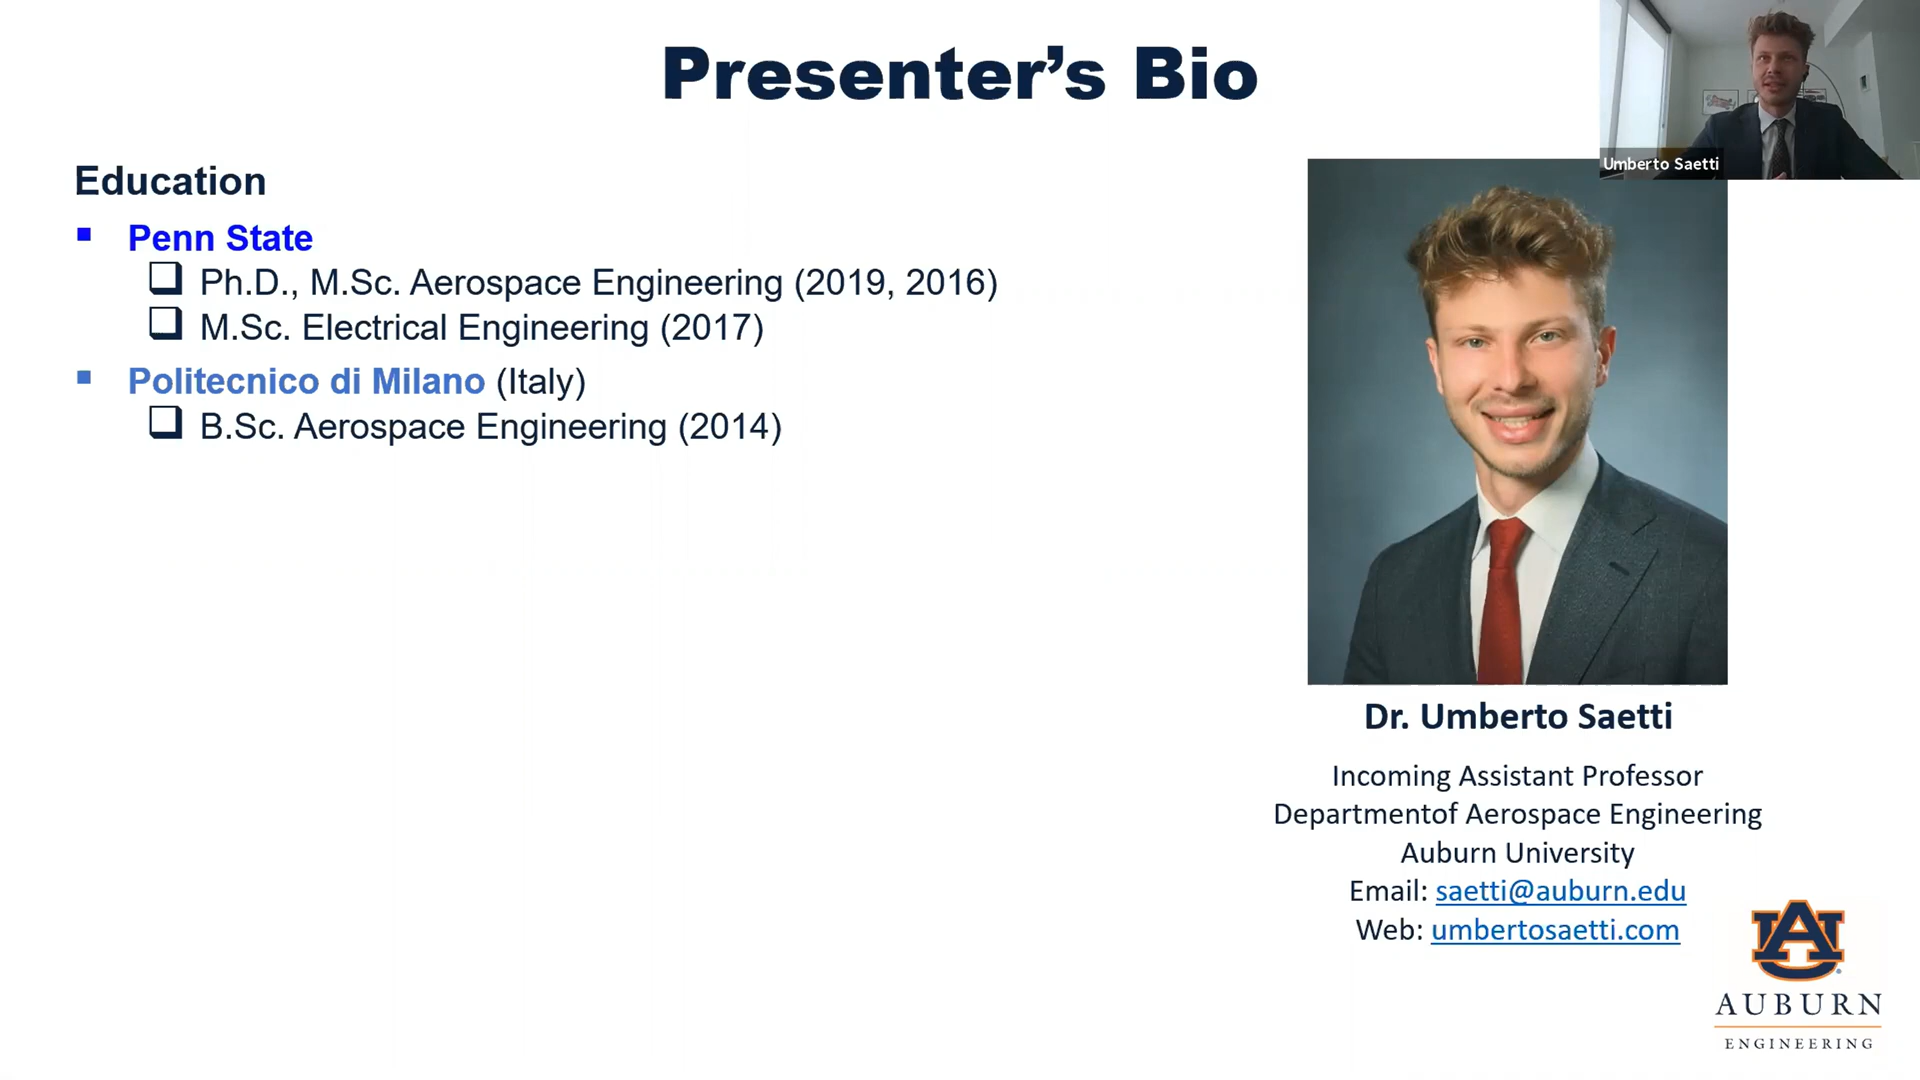 Presenter’s Bio
Umberto Saetti
Education
Penn State
Ph.D., M.Sc. Aerospace Engineering (2019, 2016)
M.Sc. Electrical Engineering (2017)
Politecnico di Milano (Italy)
B.Sc. Aerospace Engineering (2014)
Dr. Umberto Saetti
Incoming Assistant Professor
Departmentof Aerospace Engineering
Auburn University
Email: saetti@auburn.edu
Web: umbertosaetti.com
AU
AUBURN
ENGINEERING